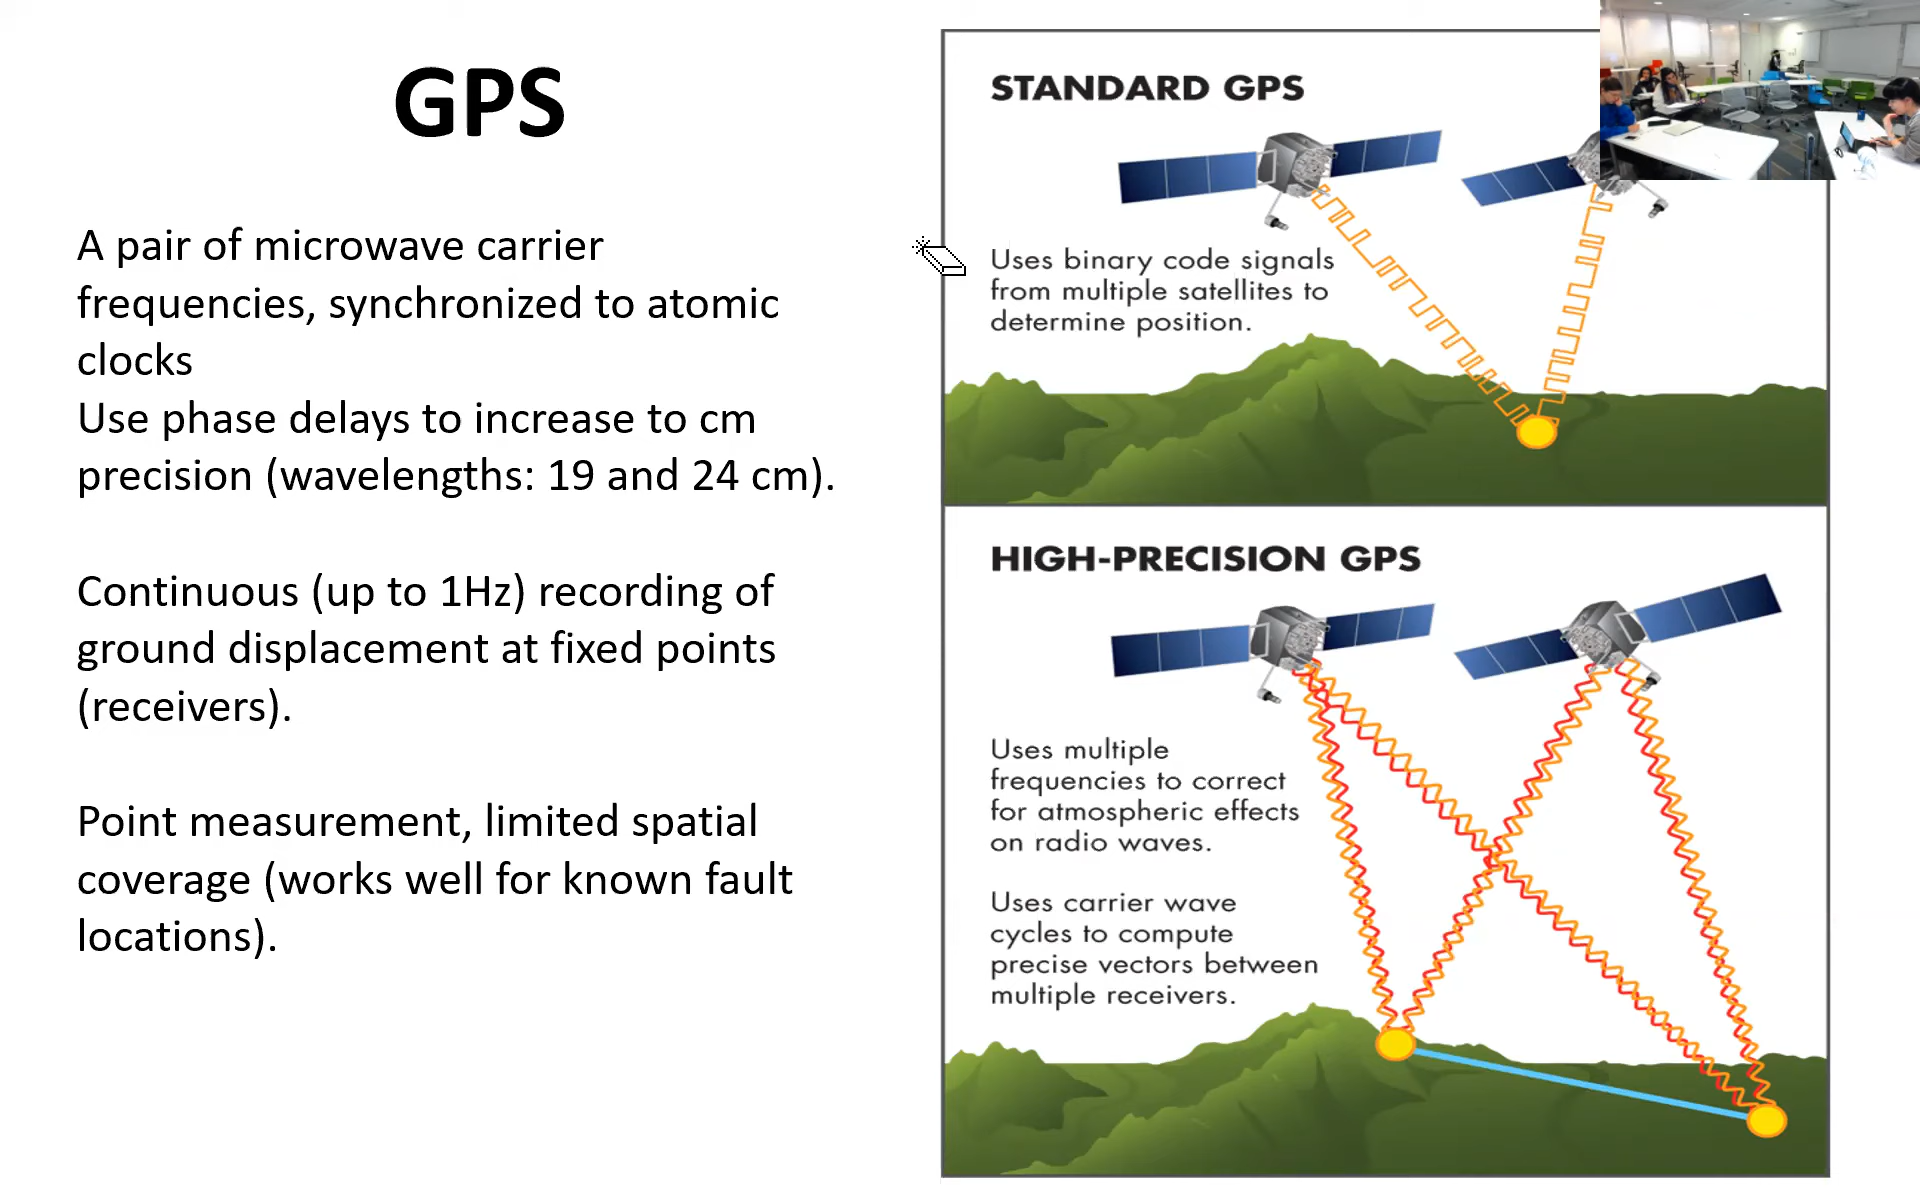 GPS
A pair of microwave carrier
frequencies, synchronized to atomic
clocks
Use phase delays to increase to cm
precision (wavelengths: 19 and 24 cm).
Continuous (up to 1Hz) recording of
ground displacement at fixed points
(receivers).
Point measurement, limited spatial
coverage (works well for known fault
locations).
STANDARD GPS
Uses binary code signals
from multiple satellites to
determine position.
HIGH-PRECISION GPS
Uses multiple
frequencies to correct
for atmospheric effects
on radio waves.
Uses carrier wave
cycles to compute
precise vectors between
multiple receivers.